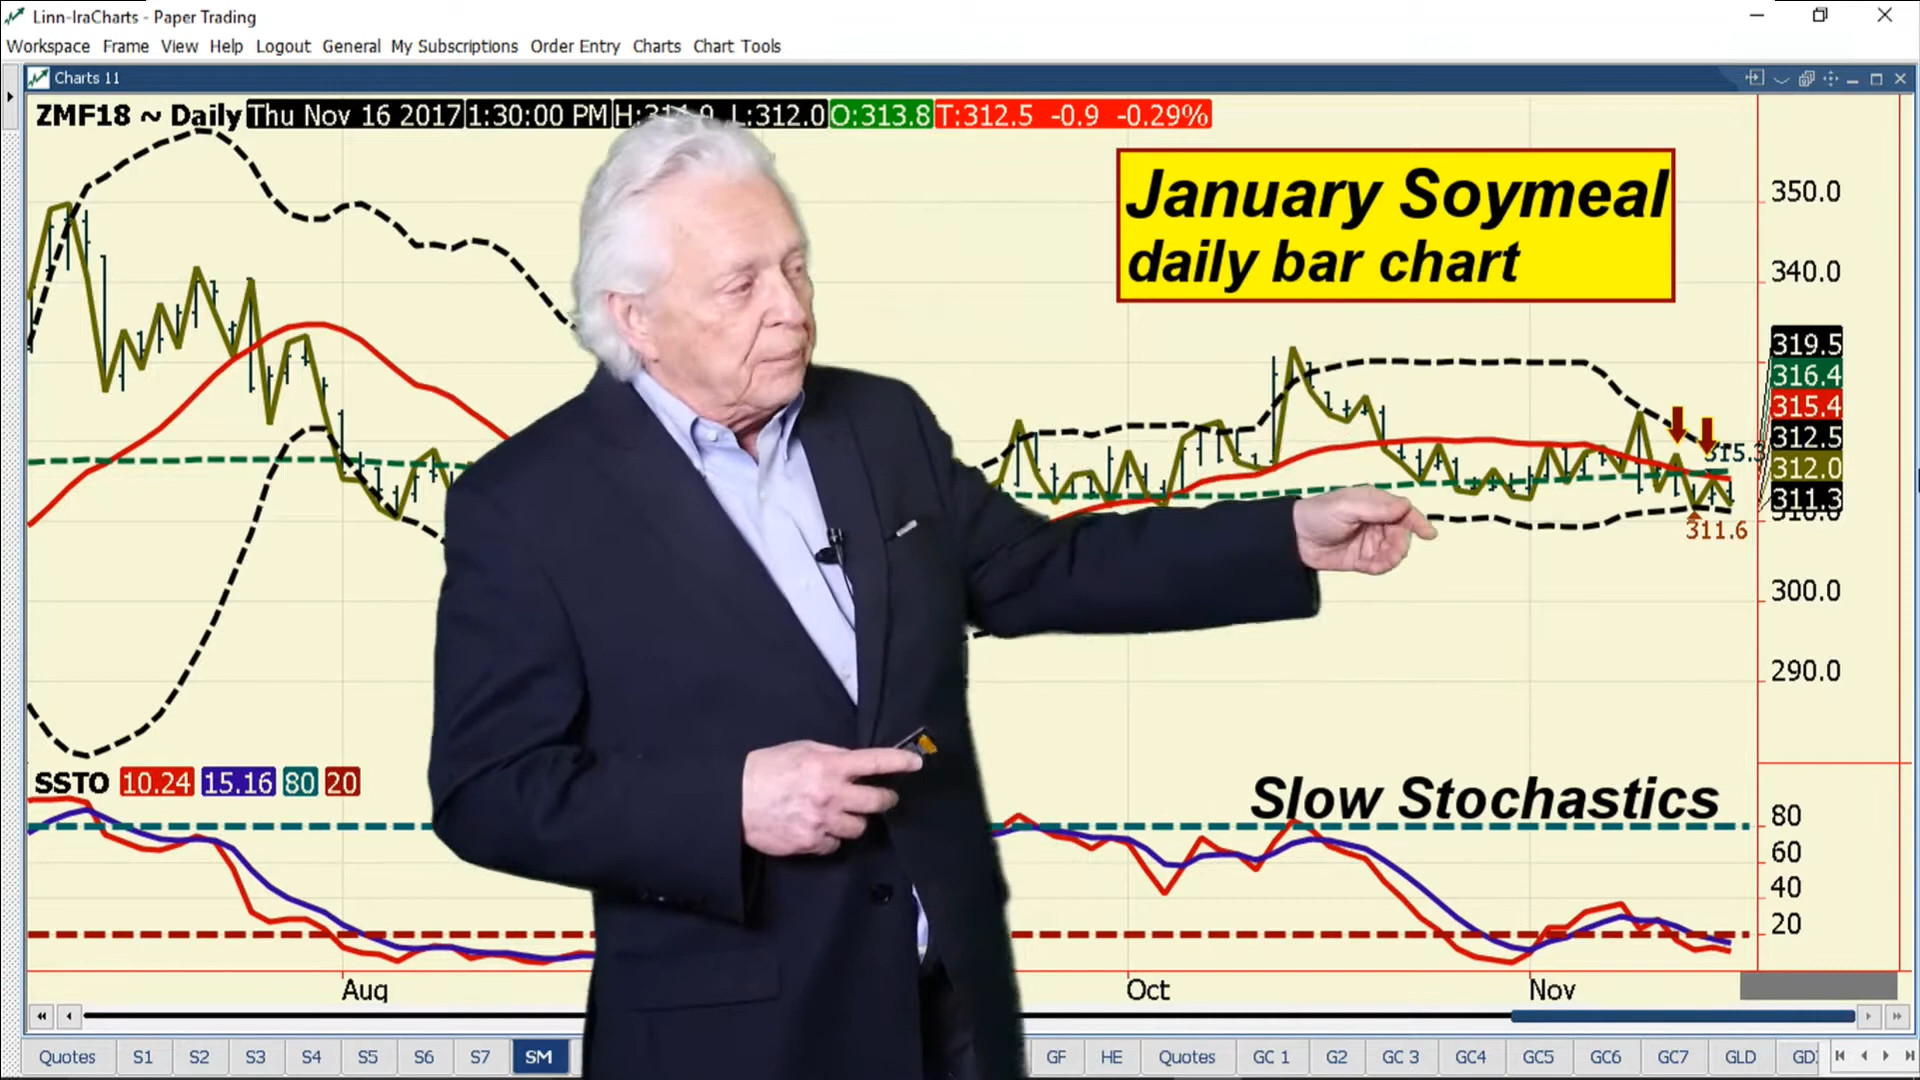 Linn-IraCharts - Paper Trading
Workspace Frame View Help Logout General My Subscriptions Order Entry Charts Chart Tools
Charts 11
ZMF18 ~ Daily Thu Nov 16 2017 1:30:00 PM L:312.0 O:313.8 T:312.5 -0.9 -0.29%
January Soymeal
daily bar chart
350.0
340.0
319.5
316.4
315.4
312.5
315.3
312.0
311.3
311.6
300.0
290.0
SSTO 10.24 15.16 80 20
Slow Stochastics
80
60
40
20
Aug Oct Nov
Quotes S1 S2 S3 S4 S5 S6 S7 SM GF HE Quotes GC 1 G2 GC 3 GC4 GC5 GC6 GC7 GLD